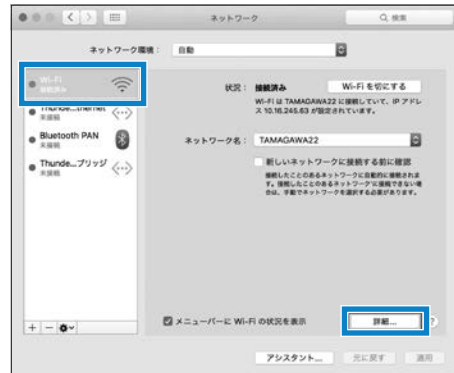 ネットワーク
検索
ネットワーク環境： 自動
Wi-Fi
接続済み
状況： 接続済み
Wi-Fi を切にする
Wi-Fi は TAMAGAWA22 に接続していて、IP アドレ
ス 10.16.245.63 が設定されています。
Thunde...thernet
未接続
Bluetooth PAN
未接続
Thunde...ブリッジ
未接続
ネットワーク名： TAMAGAWA22
新しいネットワークに接続する前に確認
接続したことのあるネットワークに自動的に接続されま
す。接続したことのあるネットワークに接続できない場
合は、手動でネットワークを選択する必要があります。
メニューバーに Wi-Fi の状況を表示
詳細...
?
アシスタント...
元に戻す
適用